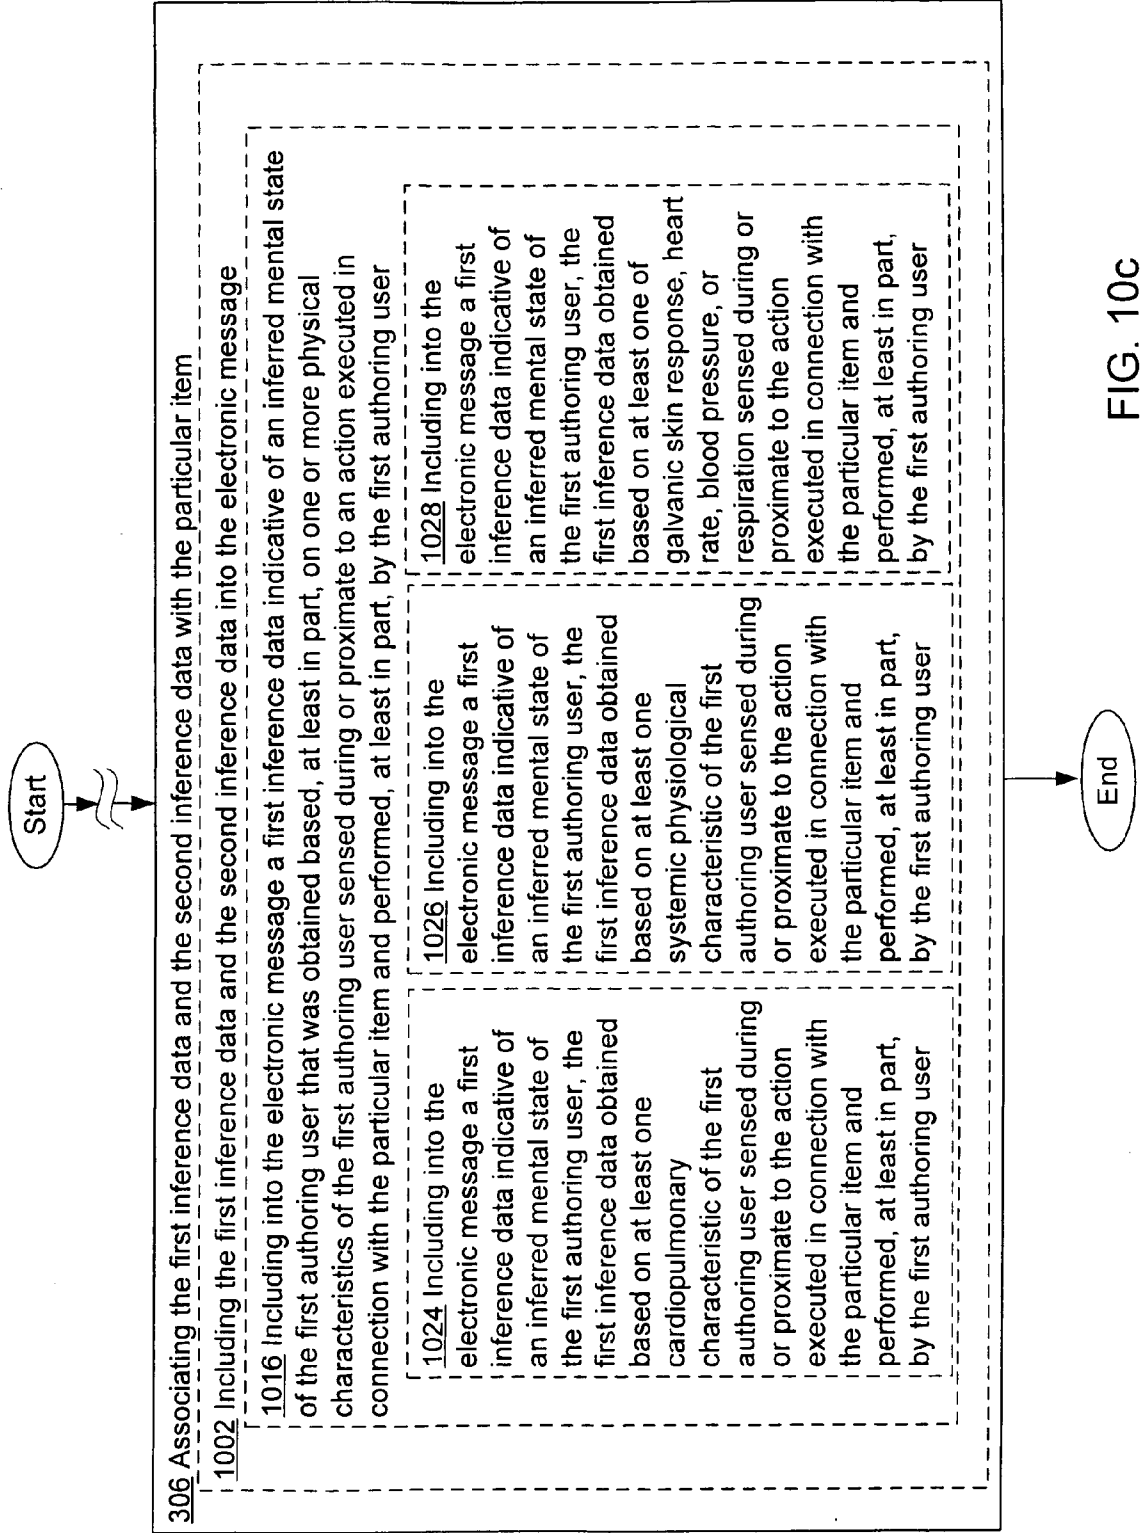 Start
306 Associating the first inference data and the second inference data with the particular item
1002 Including the first inference data and the second inference data into the electronic message
1016 Including into the electronic message a first inference data indicative of an inferred mental state
of the first authoring user that was obtained based, at least in part, on one or more physical
characteristics of the first authoring user sensed during or proximate to an action executed in
connection with the particular item and performed, at least in part, by the first authoring user
1024 Including into the
electronic message a first
inference data indicative of
an inferred mental state of
the first authoring user, the
first inference data obtained
based on at least one
cardiopulmonary
characteristic of the first
authoring user sensed during
or proximate to the action
executed in connection with
the particular item and
performed, at least in part,
by the first authoring user
1026 Including into the
electronic message a first
inference data indicative of
an inferred mental state of
the first authoring user, the
first inference data obtained
based on at least one
systemic physiological
characteristic of the first
authoring user sensed during
or proximate to the action
executed in connection with
the particular item and
performed, at least in part,
by the first authoring user
1028 Including into the
electronic message a first
inference data indicative of
an inferred mental state of
the first authoring user, the
first inference data obtained
based on at least one of
galvanic skin response, heart
rate, blood pressure, or
respiration sensed during or
proximate to the action
executed in connection with
the particular item and
performed, at least in part,
by the first authoring user
End
FIG. 10c